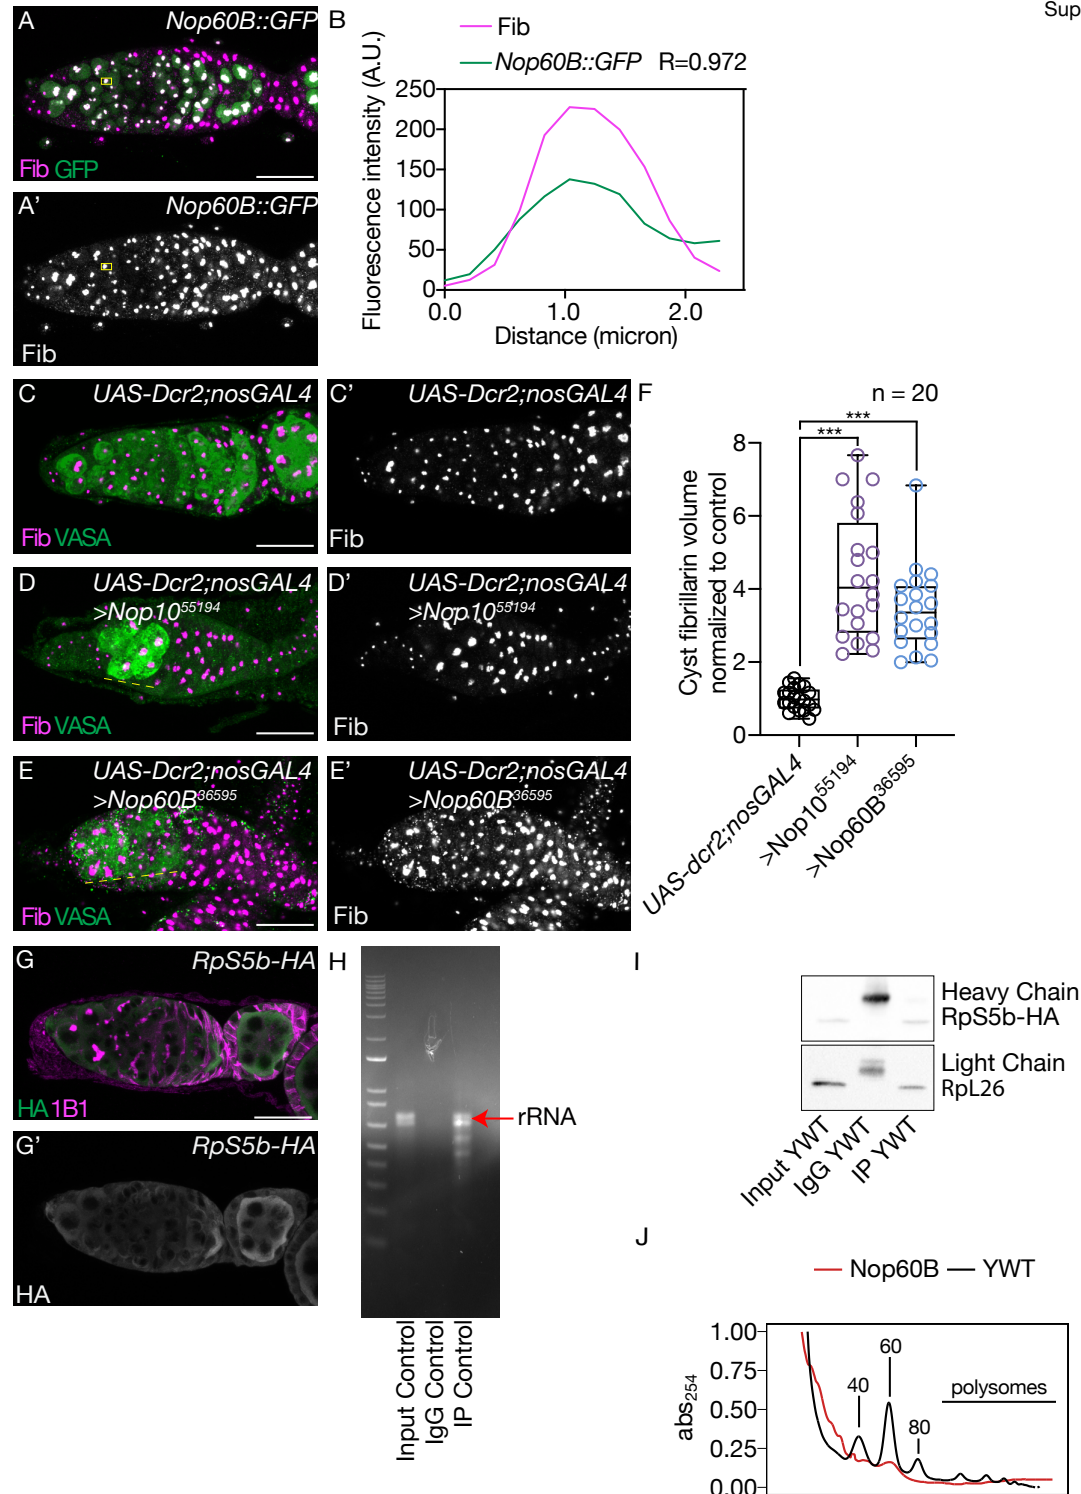 Sup
A
Nop60B::GFP
Fib GFP
A'
Nop60B::GFP
Fib
B
Fib
Nop60B::GFP R=0.972
Fluorescence intensity (A.U.)
250
200
150
100
50
0
0.0 1.0 2.0
Distance (micron)
C
UAS-Dcr2;nosGAL4
Fib VASA
C'
UAS-Dcr2;nosGAL4
Fib
D
UAS-Dcr2;nosGAL4
>Nop10^55194
Fib VASA
D'
UAS-Dcr2;nosGAL4
>Nop10^55194
Fib
E
UAS-Dcr2;nosGAL4
>Nop60B^36595
Fib VASA
E'
UAS-Dcr2;nosGAL4
>Nop60B^36595
Fib
F
n = 20
***
***
Cyst fibrillarin volume
normalized to control
8
6
4
2
0
UAS-dcr2;nosGAL4
>Nop10^55194
>Nop60B^36595
G
RpS5b-HA
HA 1B1
G'
RpS5b-HA
HA
H
rRNA
Input Control
IgG Control
IP Control
I
Heavy Chain
RpS5b-HA
Light Chain
RpL26
Input YWT
IgG YWT
IP YWT
J
Nop60B YWT
abs254
1.00
0.75
0.50
0.25
0.00
40
60
80
polysomes